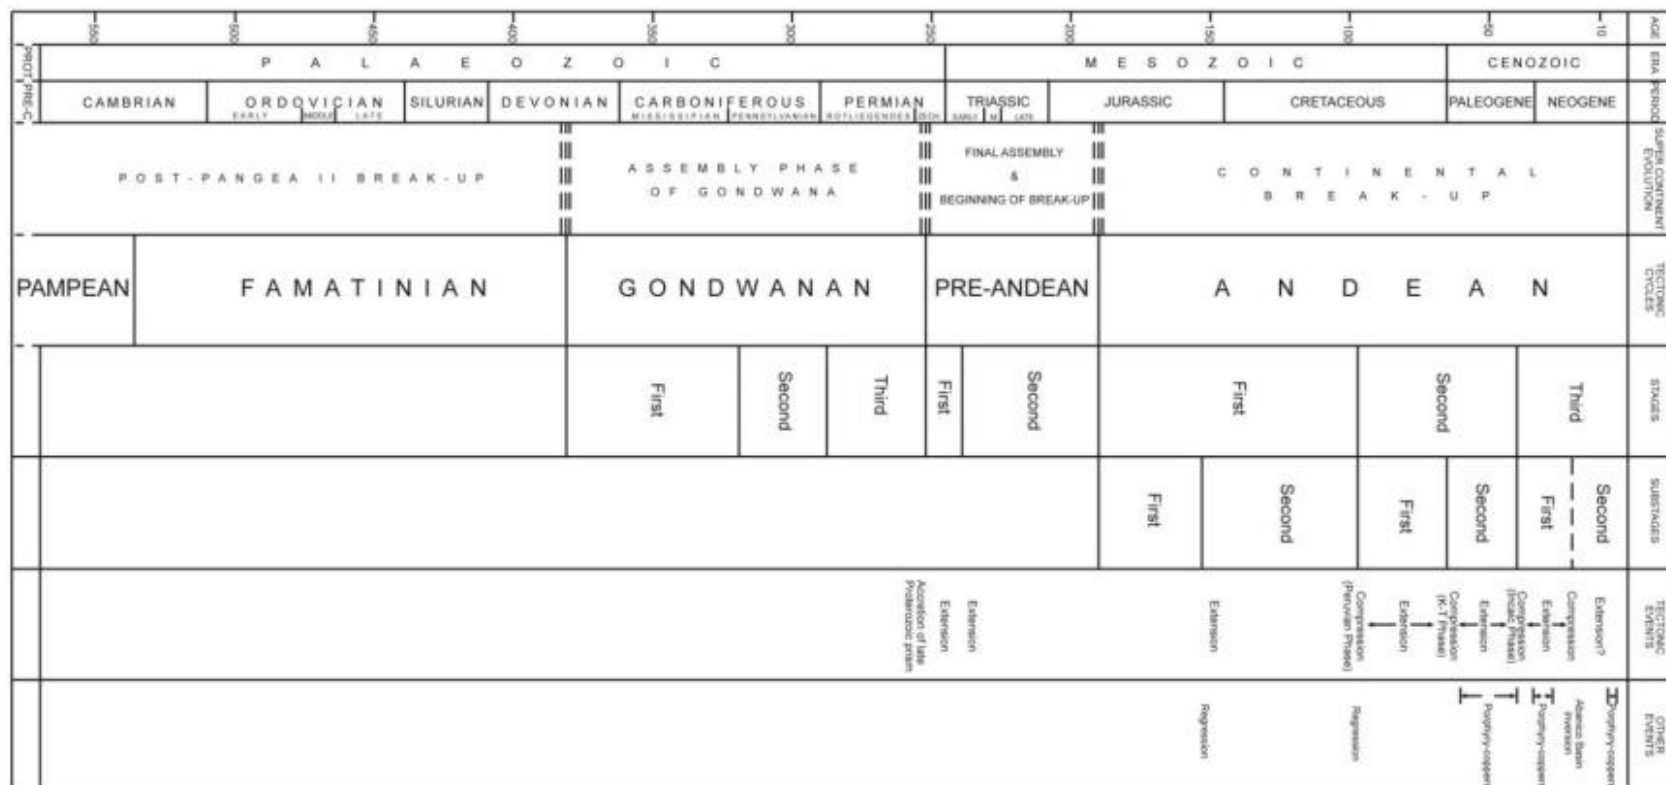 AGE
10
50
100
150
200
250
300
350
400
450
500
550
ERA
CENOZOIC
MESOZOIC
PALAEOZOIC
PROT.
PERIOD
NEOGENE
PALEOGENE
CRETACEOUS
JURASSIC
TRIASSIC
LATE
M
EARLY
PERMIAN
ZECH.
ROTLIEGENDES
CARBONIFEROUS
PENNSYLVANIAN
MISSISSIPIAN
DEVONIAN
SILURIAN
ORDOVICIAN
LATE
MIDDLE
EARLY
CAMBRIAN
PRE-C
SUPER CONTINENT
EVOLUTION
CONTINENTAL
BREAK-UP
FINAL ASSEMBLY
&
BEGINNING OF BREAK-UP
ASSEMBLY PHASE
OF GONDWANA
POST-PANGEA II BREAK-UP
TECTONIC
CYCLES
ANDEAN
PRE-ANDEAN
GONDWANAN
FAMATINIAN
PAMPEAN
STAGES
Third
Second
First
Second
First
Third
Second
First
SUBSTAGES
Second
First
Second
First
Second
First
TECTONIC
EVENTS
Extension?
Compression
Extension
Compression
(Incaic Phase)
Extension
Compression
(K-T Phase)
Extension
Compression
(Peruvian Phase)
Extension
Extension
Extension
Accretion of late
Proterozoic prism
OTHER
EVENTS
Porphyry-copper
Abanico Basin
Inversion
Porphyry-copper
Porphyry-copper
Regression
Regression